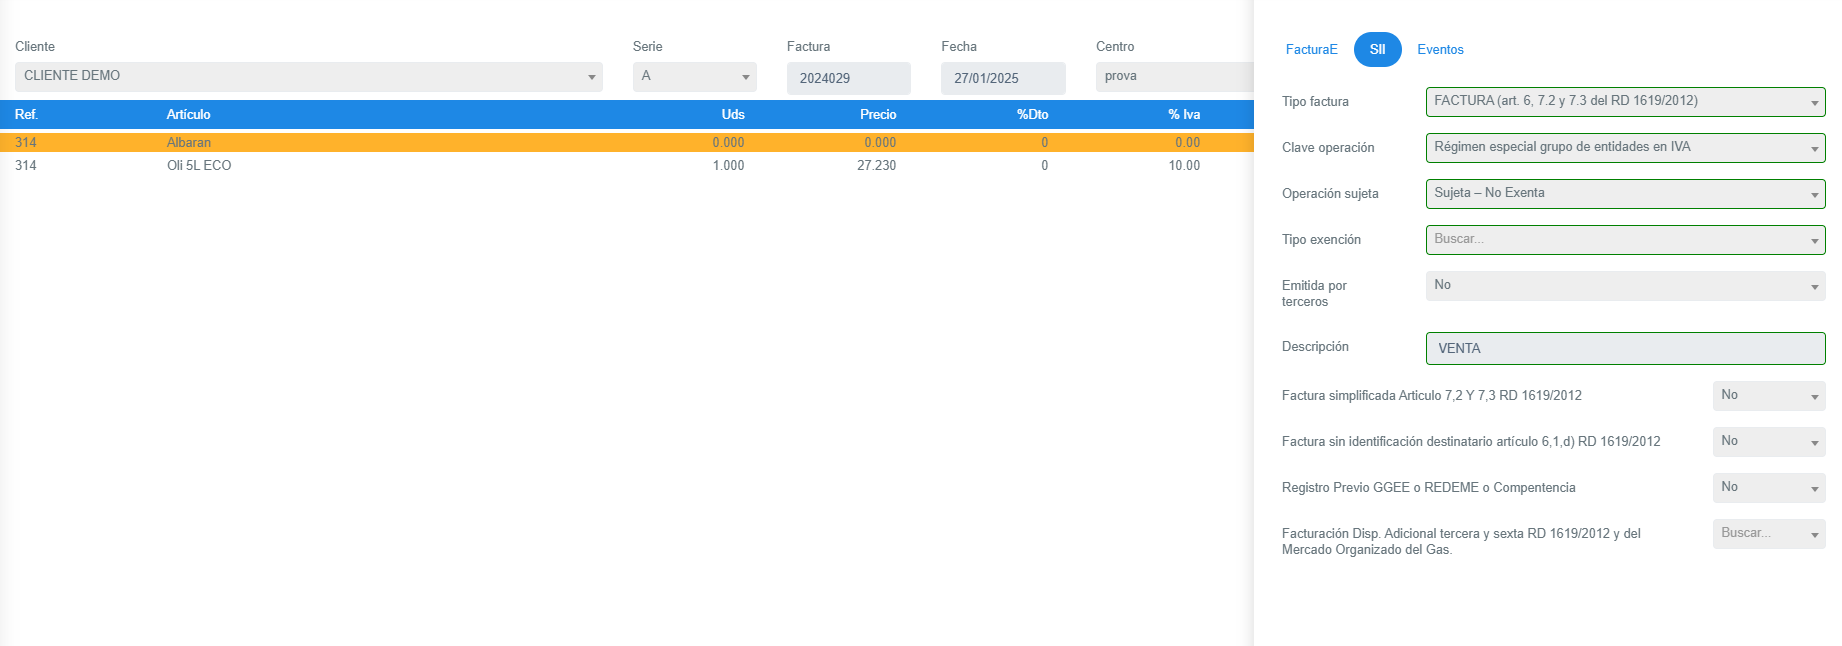 Cliente Serie Factura Fecha Centro
CLIENTE DEMO A 2024029 27/01/2025 prova
Ref. Artículo Uds Precio %Dto % Iva
314 Albaran 0.000 0.000 0 0.00
314 Oli 5L ECO 1.000 27.230 0 10.00
FacturaE SII Eventos
Tipo factura FACTURA (art. 6, 7.2 y 7.3 del RD 1619/2012)
Clave operación Régimen especial grupo de entidades en IVA
Operación sujeta Sujeta – No Exenta
Tipo exención Buscar...
Emitida por No
terceros
Descripción VENTA
Factura simplificada Articulo 7,2 Y 7,3 RD 1619/2012 No
Factura sin identificación destinatario artículo 6,1,d) RD 1619/2012 No
Registro Previo GGEE o REDEME o Compentencia No
Facturación Disp. Adicional tercera y sexta RD 1619/2012 y del Buscar...
Mercado Organizado del Gas.